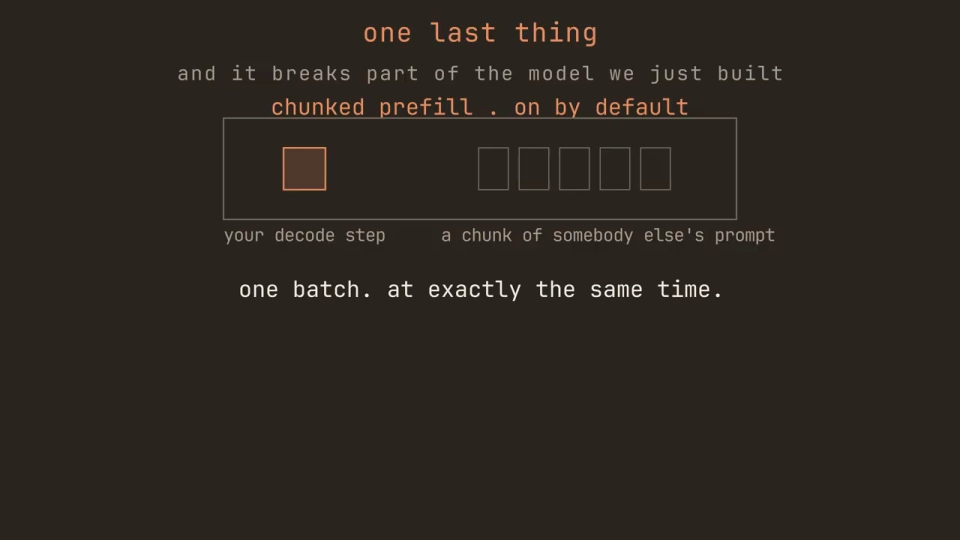 one last thing
and it breaks part of the model we just built
chunked prefill . on by default
your decode step
a chunk of somebody else's prompt
one batch. at exactly the same time.